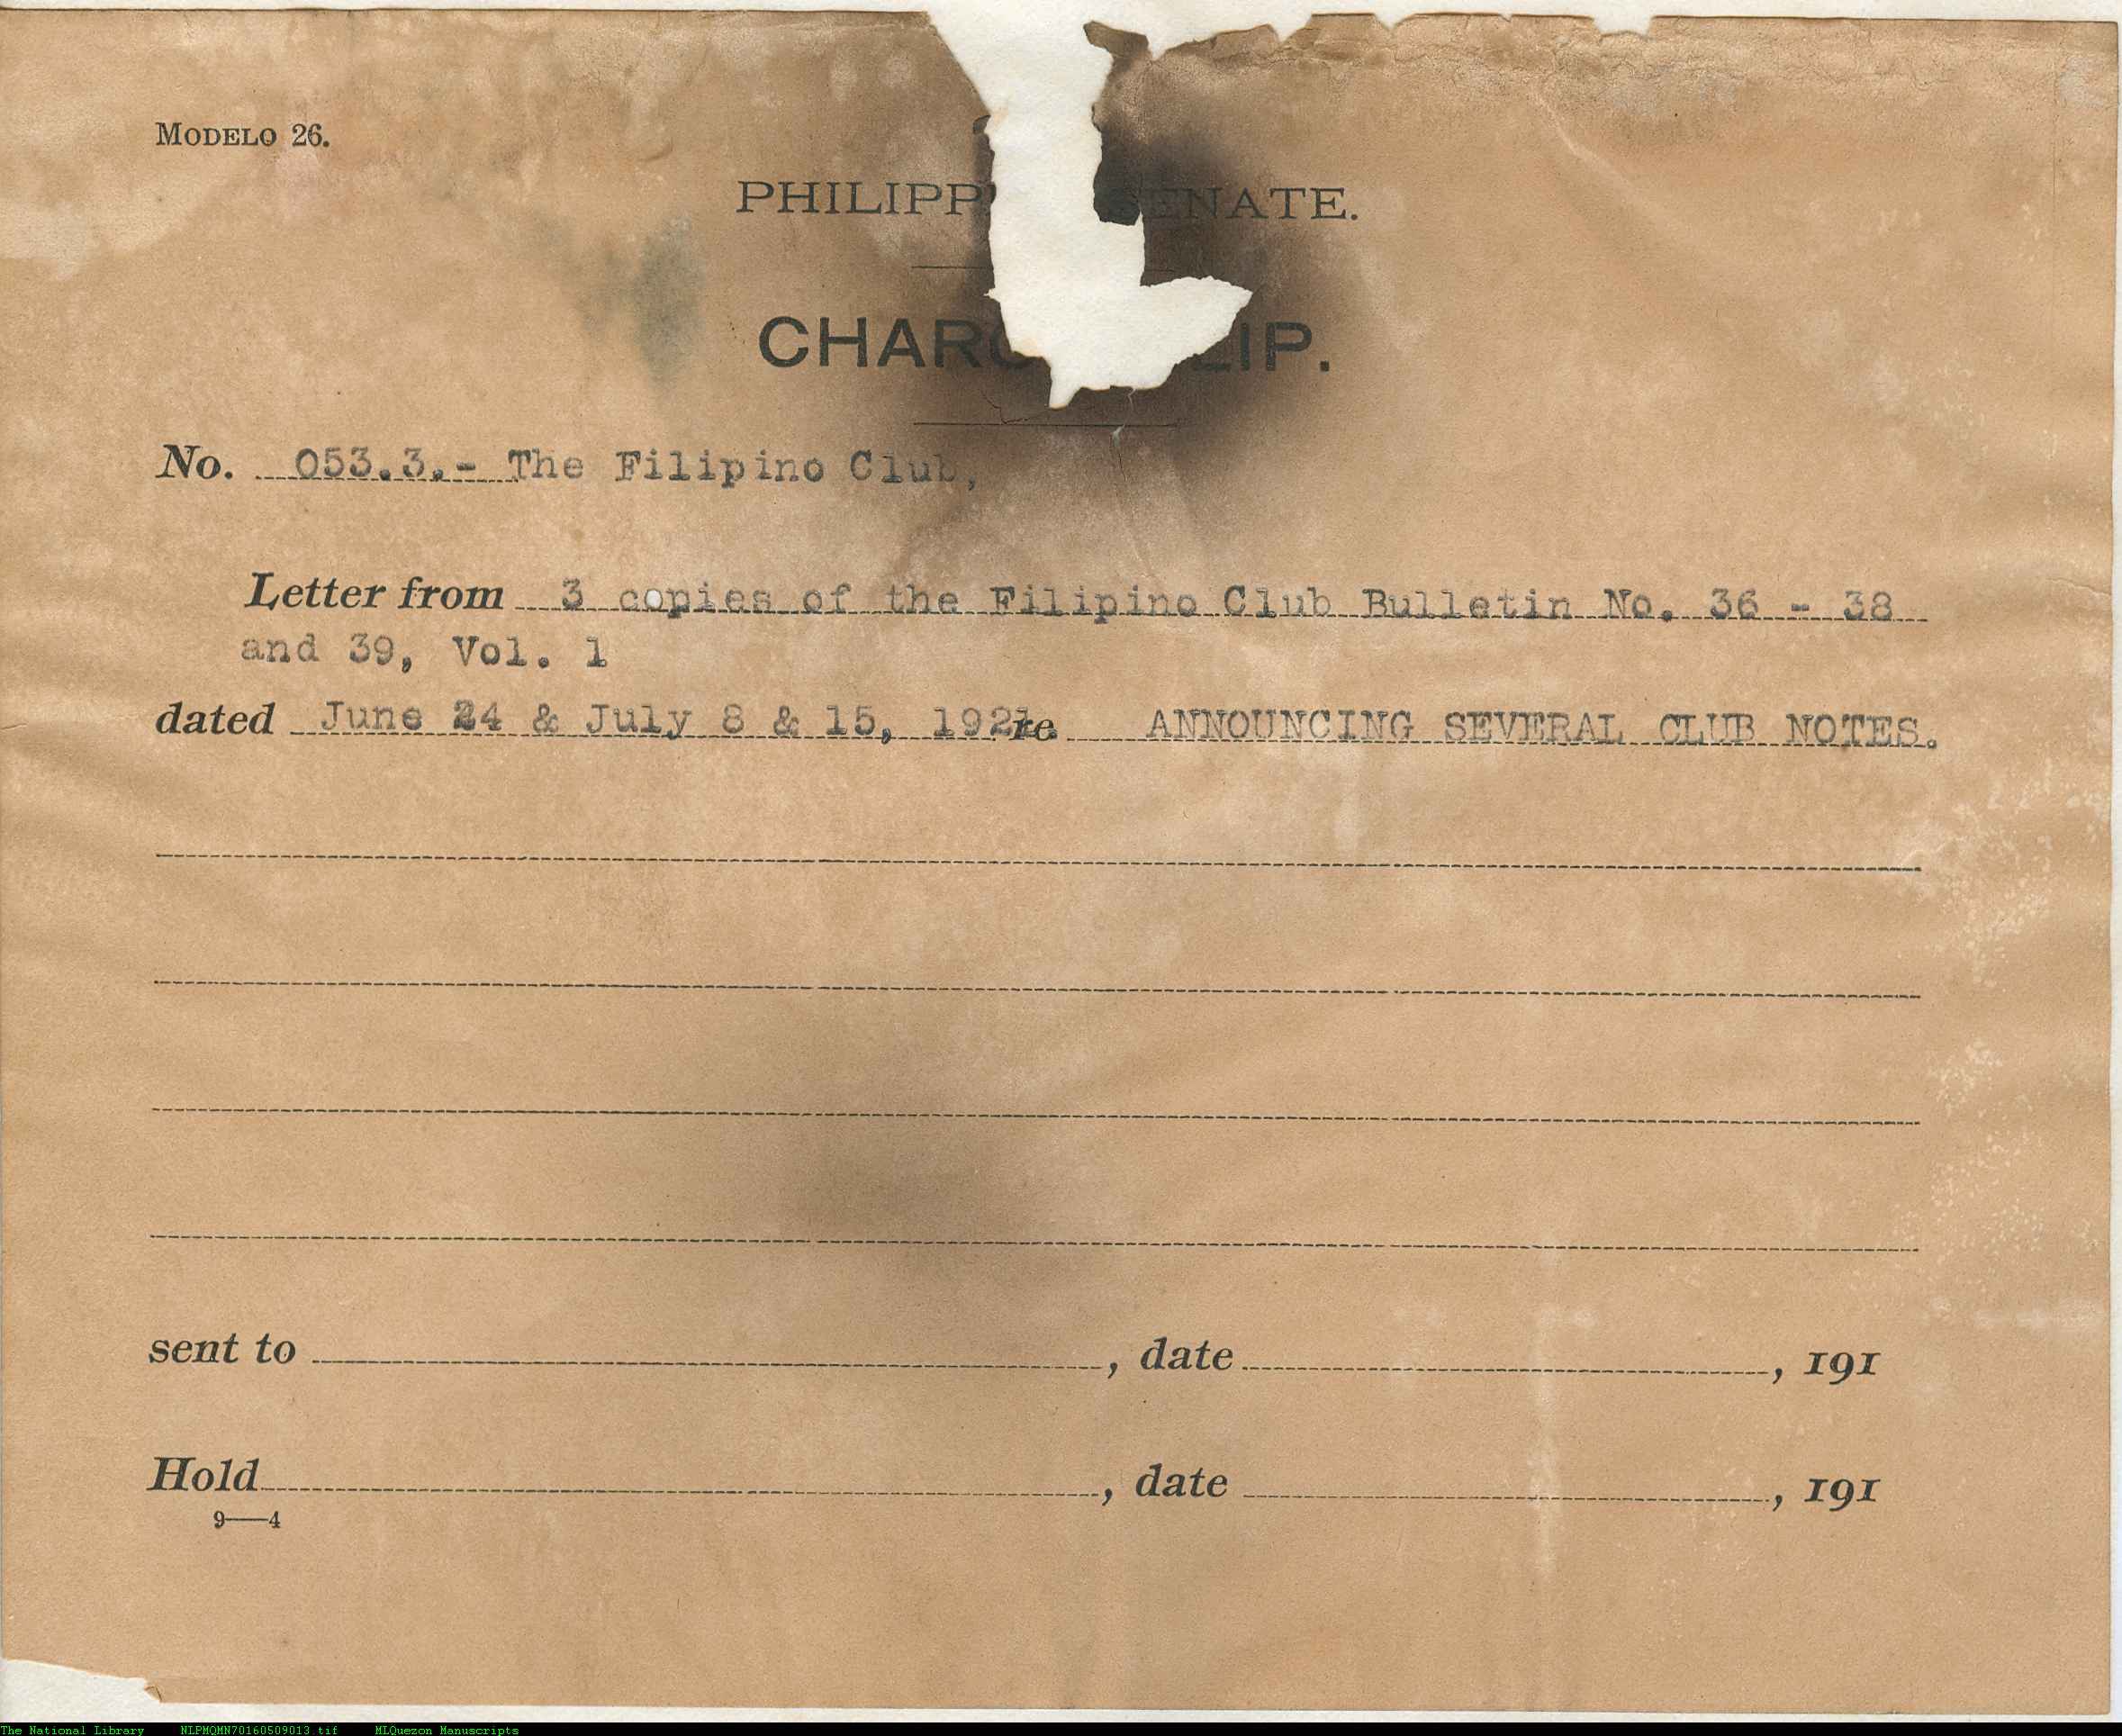 MODELO 26.
PHILIPP ENATE.
CHARG LIP.
No. 053.3.- The Filipino Club,
Letter from 3 copies of the Filipino Club Bulletin No. 36 - 38
and 39, Vol. 1
dated June 24 & July 8 & 15, 1921 re ANNOUNCING SEVERAL CLUB NOTES.
sent to , date , 191
Hold , date , 191
9—4
The National Library NLPMQMN70160509013.tif MLQuezon Manuscripts